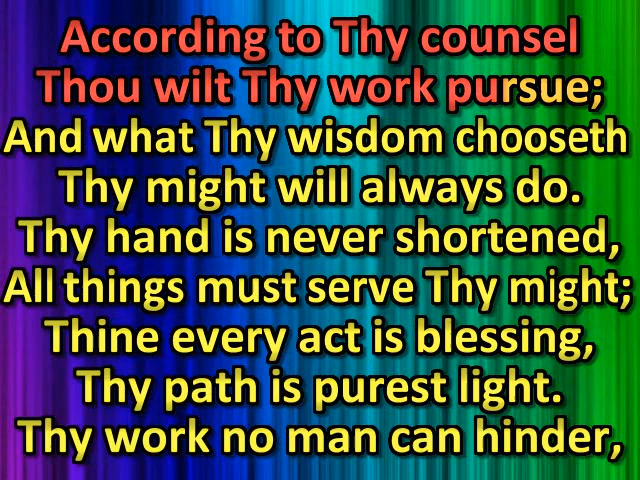 According to Thy counsel
Thou wilt Thy work pursue;
And what Thy wisdom chooseth
Thy might will always do.
Thy hand is never shortened,
All things must serve Thy might;
Thine every act is blessing,
Thy path is purest light.
Thy work no man can hinder,